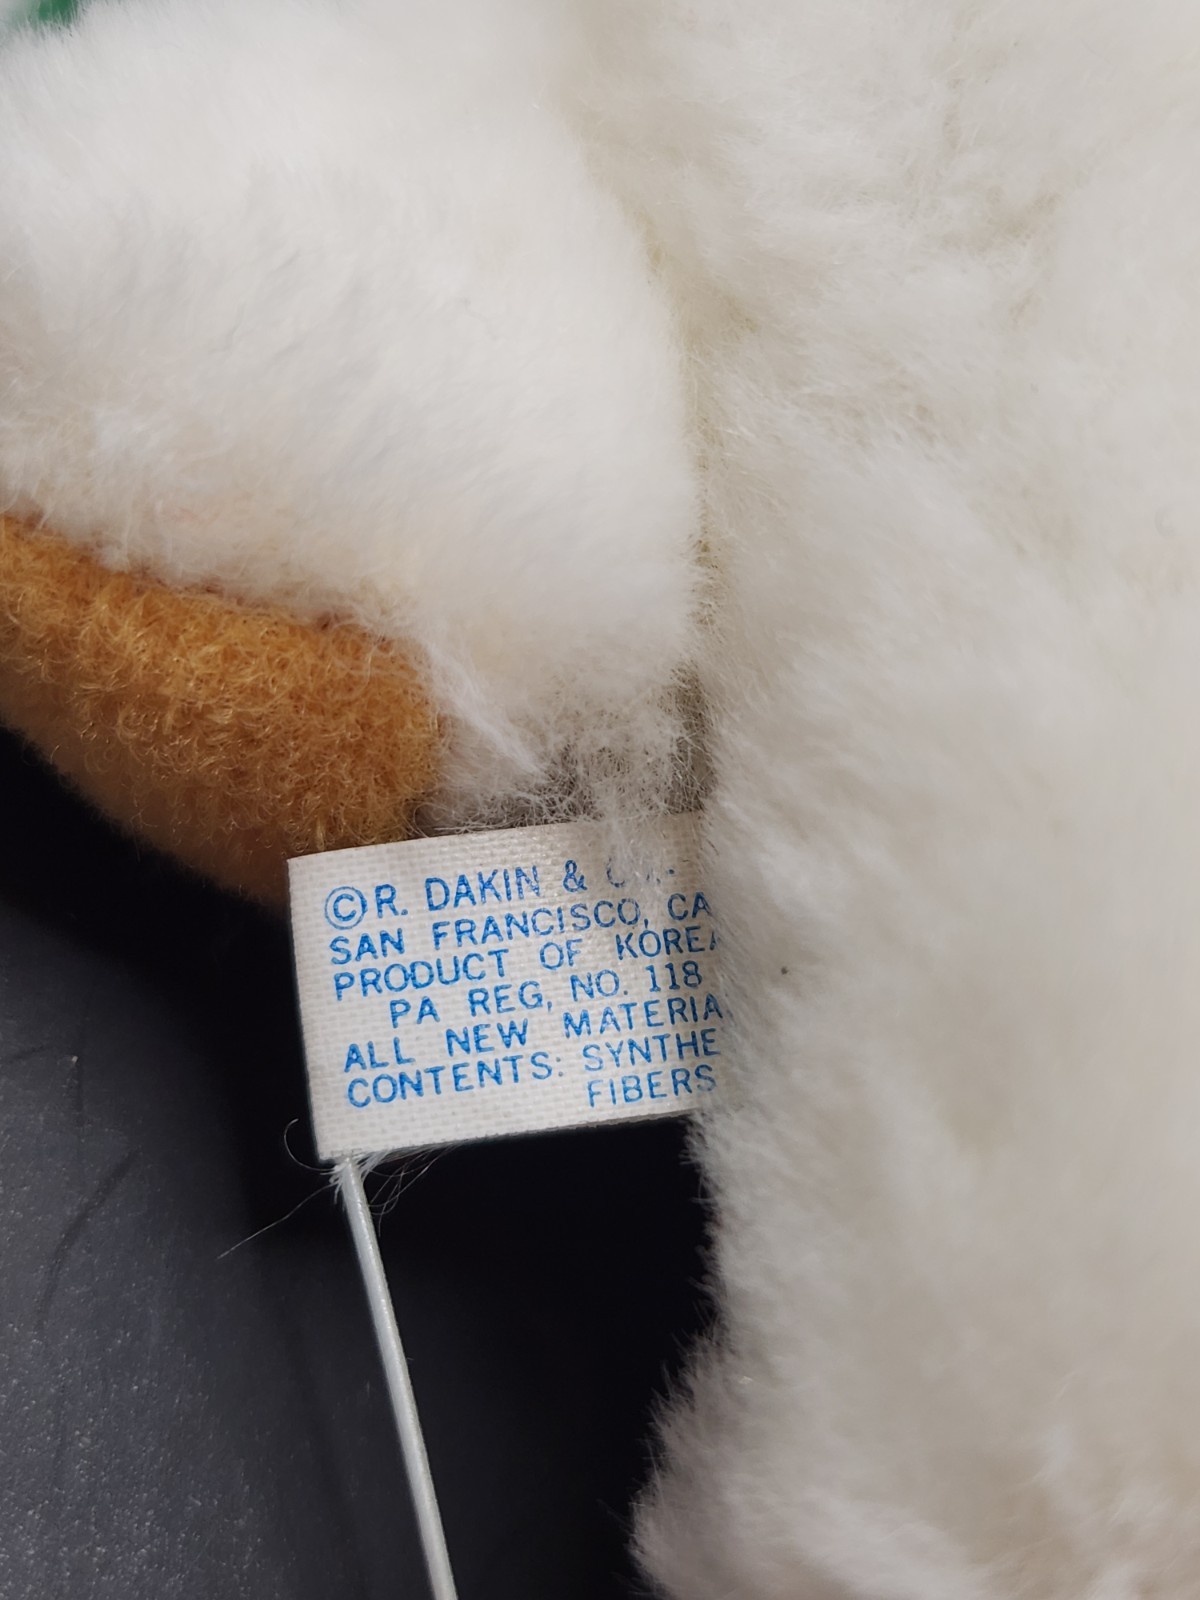 ©R. DAKIN &
SAN FRANCISCO, CA
PRODUCT OF KOREA
PA REG, NO. 118
ALL NEW MATERIA
CONTENTS: SYNTHE
FIBERS